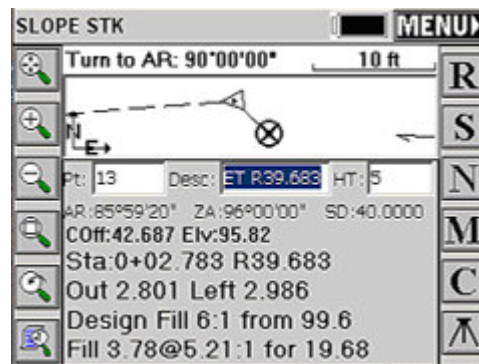 SLOPE STK MENU
Turn to AR: 90°00'00" 10 ft
R
N
E
S
Pt: 13 Desc: ET R39.683 HT: 5
N
AR:85°59'20" ZA:96°00'00" SD:40.0000
COff:42.687 Elv:95.82
M
Sta:0+02.783 R39.683
Out 2.801 Left 2.986
C
Design Fill 6:1 from 99.6
Fill 3.78@5.21:1 for 19.68